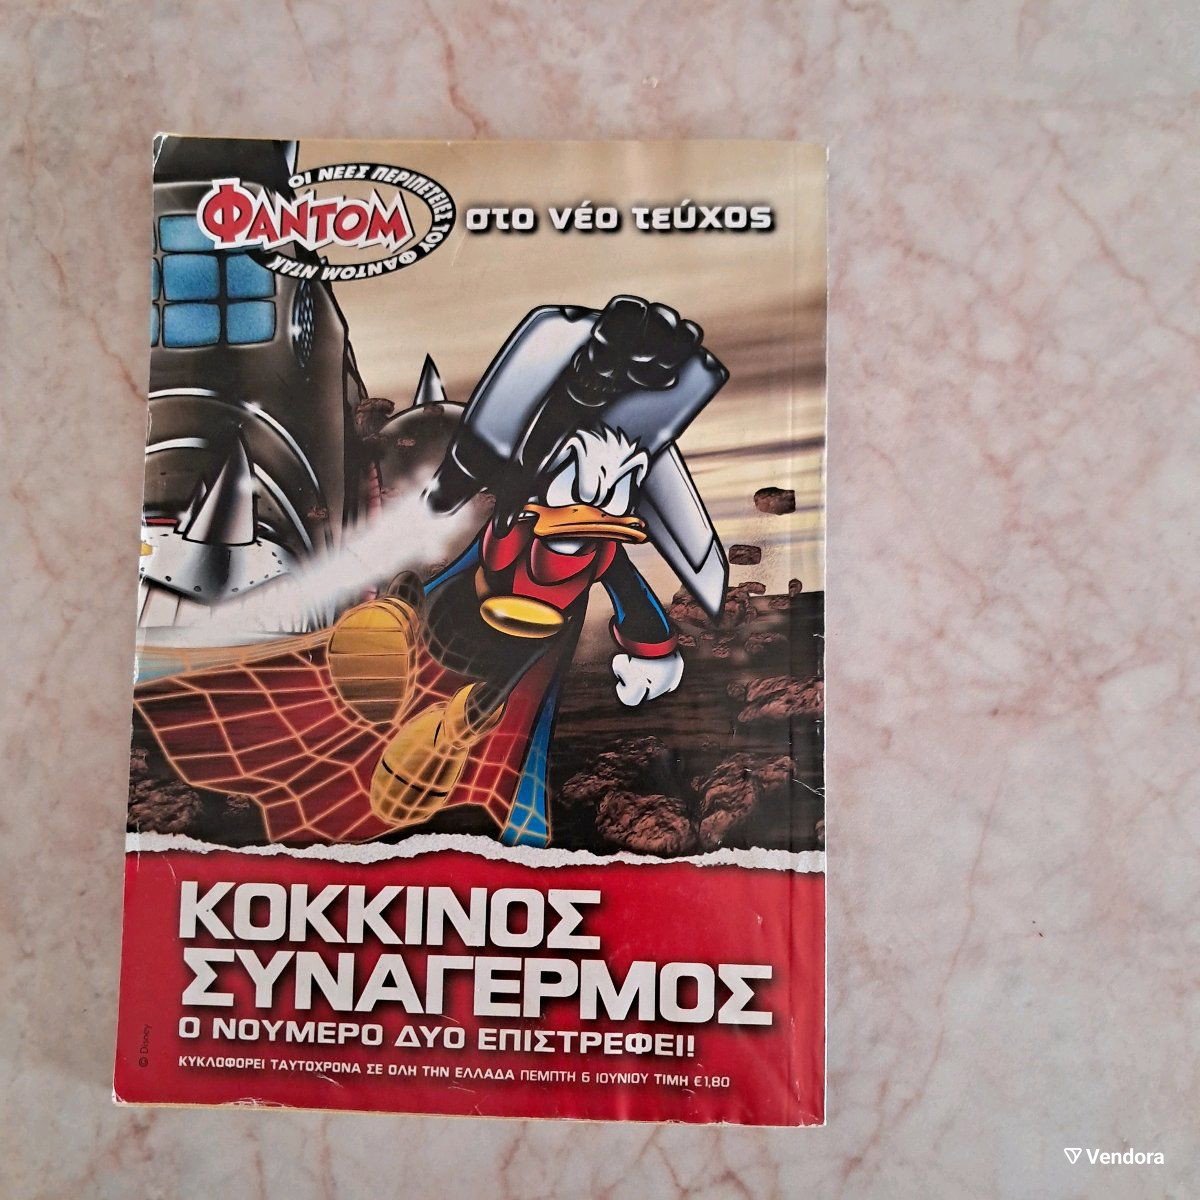 ΟΙ ΝΕΕΣ ΠΕΡΙΠΕΤΕΙΕΣ ΤΟΥ ΦΑΝΤΟΜ ΝΤΑΚ
ΦΑΝΤΟΜ
στο νέο τεύχος
ΚΟΚΚΙΝΟΣ
ΣΥΝΑΓΕΡΜΟΣ
Ο ΝΟΥΜΕΡΟ ΔΥΟ ΕΠΙΣΤΡΕΦΕΙ!
ΚΥΚΛΟΦΟΡΕΙ ΤΑΥΤΟΧΡΟΝΑ ΣΕ ΟΛΗ ΤΗΝ ΕΛΛΑΔΑ ΠΕΜΠΤΗ 6 ΙΟΥΝΙΟΥ ΤΙΜΗ €1,80
© Disney
Vendora